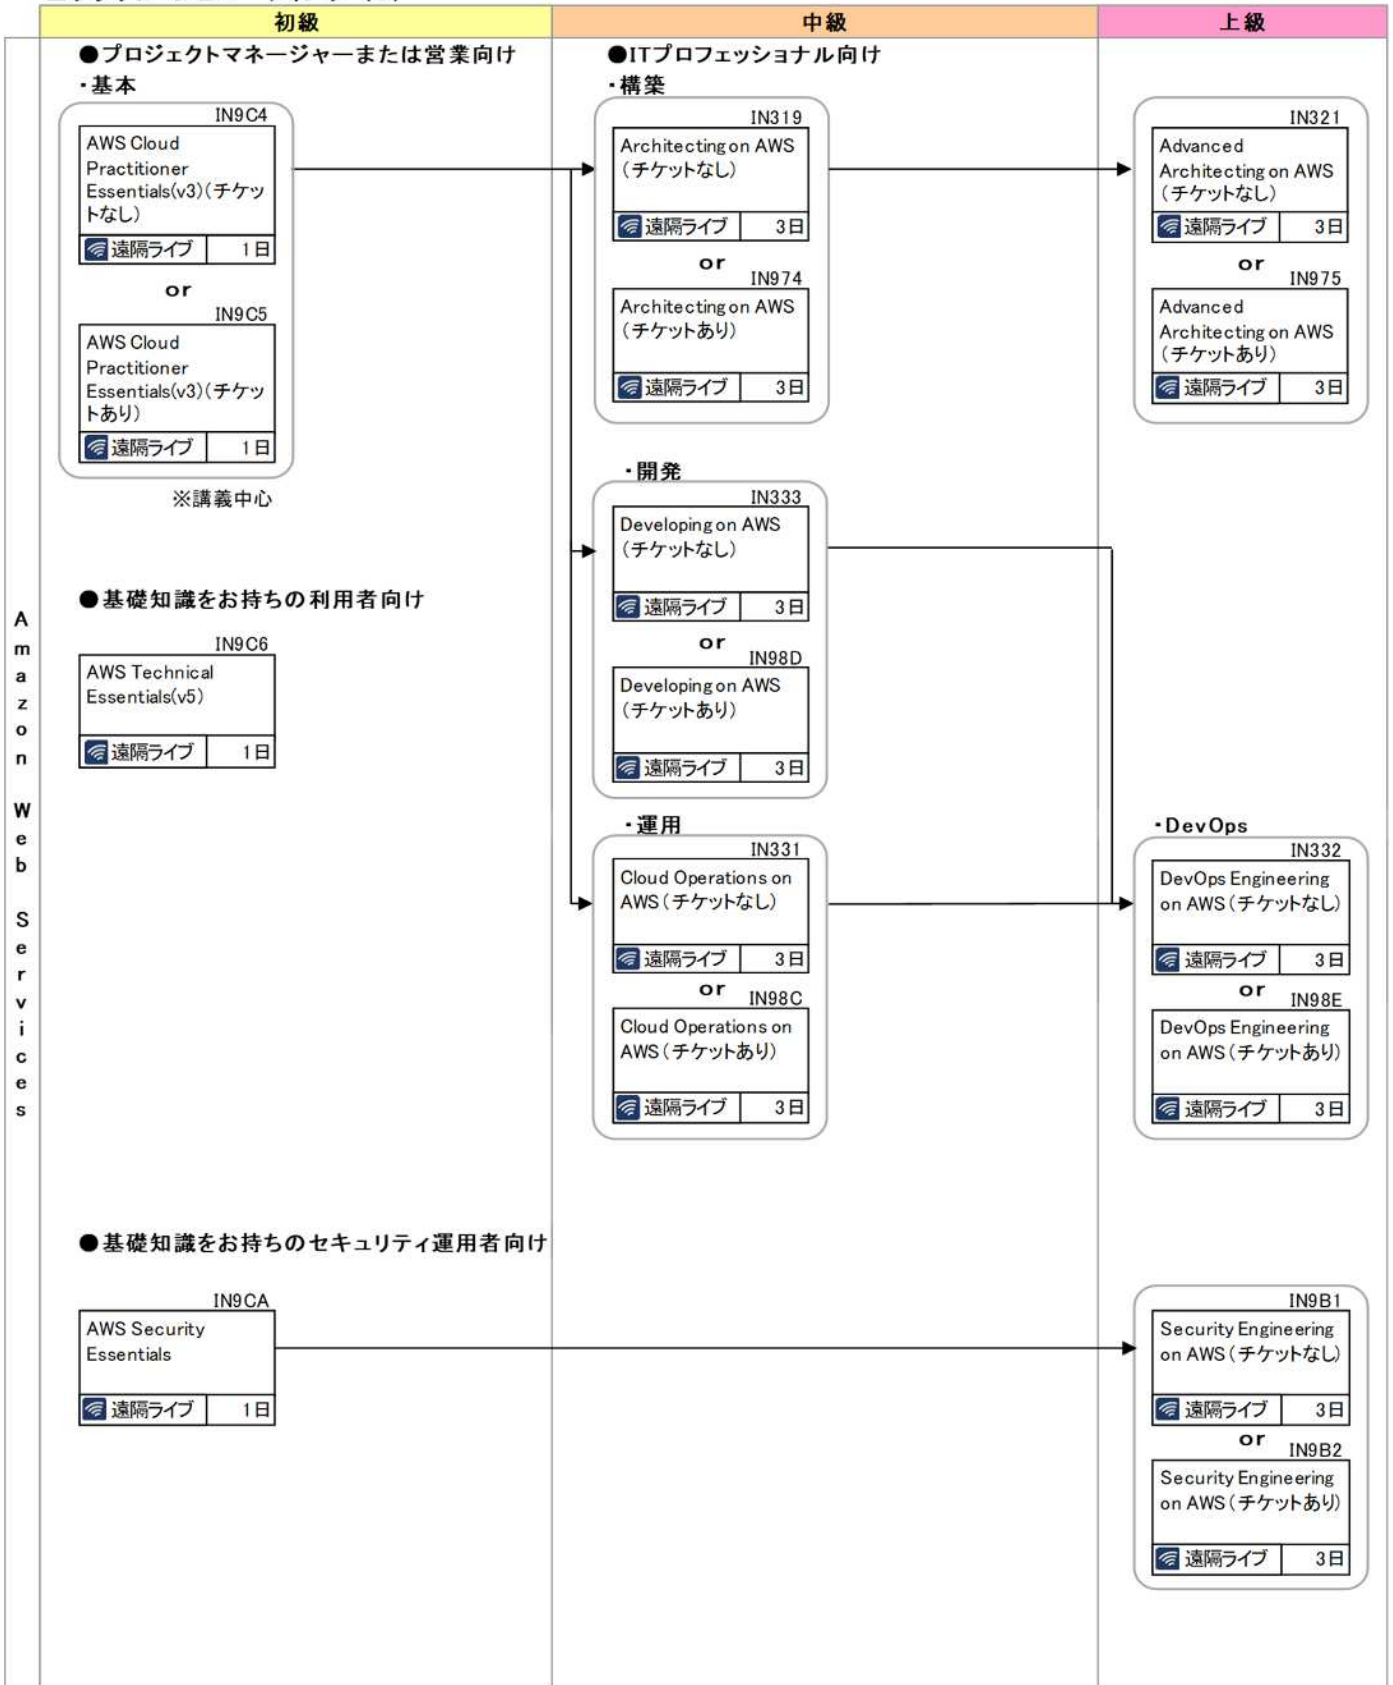 初級
中級
上級
●プロジェクトマネージャーまたは営業向け
・基本
IN9C4
AWS Cloud
Practitioner
Essentials(v3)(チケッ
トなし)
遠隔ライブ 1日
or
IN9C5
AWS Cloud
Practitioner
Essentials(v3)(チケッ
トあり)
遠隔ライブ 1日
※講義中心
●基礎知識をお持ちの利用者向け
IN9C6
AWS Technical
Essentials(v5)
遠隔ライブ 1日
●基礎知識をお持ちのセキュリティ運用者向け
IN9CA
AWS Security
Essentials
遠隔ライブ 1日
●ITプロフェッショナル向け
・構築
IN319
Architecting on AWS
(チケットなし)
遠隔ライブ 3日
or
IN974
Architecting on AWS
(チケットあり)
遠隔ライブ 3日
・開発
IN333
Developing on AWS
(チケットなし)
遠隔ライブ 3日
or
IN98D
Developing on AWS
(チケットあり)
遠隔ライブ 3日
・運用
IN331
Cloud Operations on
AWS(チケットなし)
遠隔ライブ 3日
or
IN98C
Cloud Operations on
AWS(チケットあり)
遠隔ライブ 3日
IN321
Advanced
Architecting on AWS
(チケットなし)
遠隔ライブ 3日
or
IN975
Advanced
Architecting on AWS
(チケットあり)
遠隔ライブ 3日
・DevOps
IN332
DevOps Engineering
on AWS(チケットなし)
遠隔ライブ 3日
or
IN98E
DevOps Engineering
on AWS(チケットあり)
遠隔ライブ 3日
IN9B1
Security Engineering
on AWS(チケットなし)
遠隔ライブ 3日
or
IN9B2
Security Engineering
on AWS(チケットあり)
遠隔ライブ 3日
Amazon Web Services